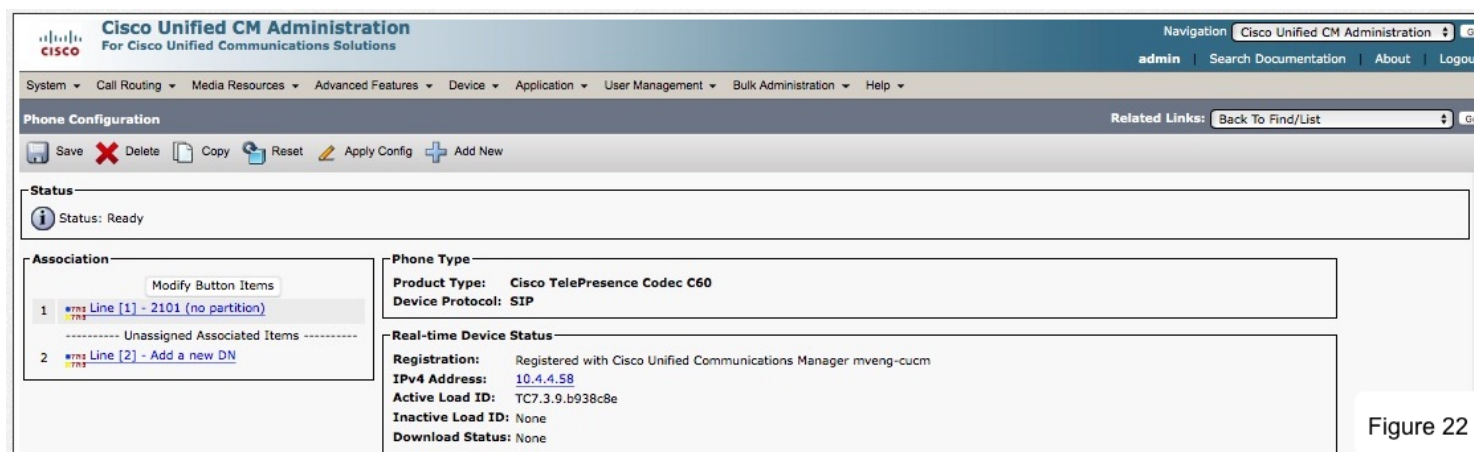 Cisco Unified CM Administration
CISCO For Cisco Unified Communications Solutions
Navigation Cisco Unified CM Administration
admin Search Documentation About Logou
System Call Routing Media Resources Advanced Features Device Application User Management Bulk Administration Help
Phone Configuration
Related Links: Back To Find/List
Save Delete Copy Reset Apply Config Add New
Status
Status: Ready
Association
Modify Button Items
1 Line [1] - 2101 (no partition)
---------- Unassigned Associated Items ----------
2 Line [2] - Add a new DN
Phone Type
Product Type: Cisco TelePresence Codec C60
Device Protocol: SIP
Real-time Device Status
Registration: Registered with Cisco Unified Communications Manager mveng-cucm
IPv4 Address: 10.4.4.58
Active Load ID: TC7.3.9.b938c8e
Inactive Load ID: None
Download Status: None
Figure 22